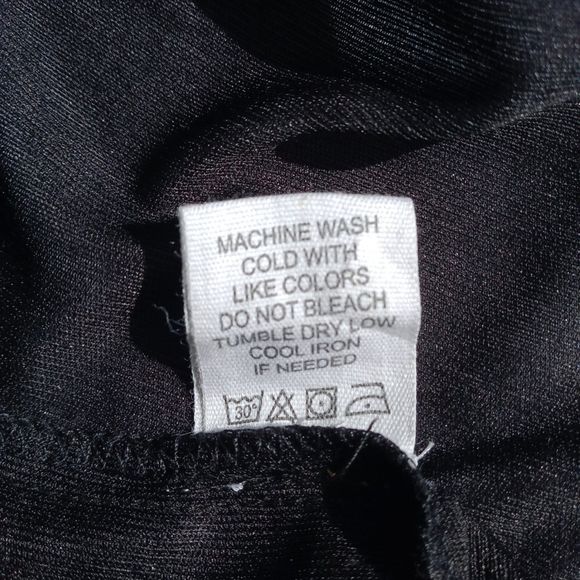 MACHINE WASH
COLD WITH
LIKE COLORS
DO NOT BLEACH
TUMBLE DRY LOW
COOL IRON
IF NEEDED
30°